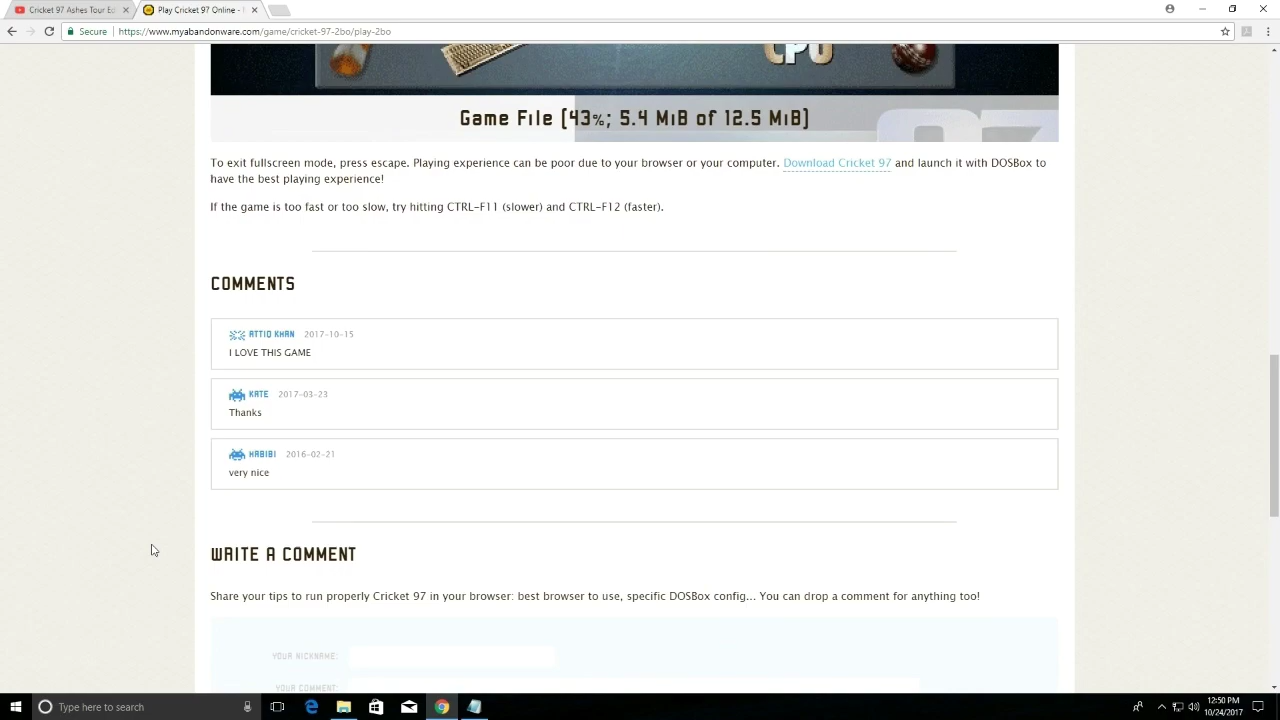 Cricket 97 Ashes Tour Ed
Play Cricket 97 Online -
Secure
https://www.myabandonware.com/game/cricket-97-2bo/play-2bo
CPU
Game File [43%; 5.4 MiB of 12.5 MiB]
To exit fullscreen mode, press escape. Playing experience can be poor due to your browser or your computer. Download Cricket 97 and launch it with DOSBox to
have the best playing experience!
If the game is too fast or too slow, try hitting CTRL-F11 (slower) and CTRL-F12 (faster).
COMMENTS
ATTIQ KHAN 2017-10-15
I LOVE THIS GAME
KATE 2017-03-23
Thanks
HABIBI 2016-02-21
very nice
WRITE A COMMENT
Share your tips to run properly Cricket 97 in your browser: best browser to use, specific DOSBox config... You can drop a comment for anything too!
YOUR NICKNAME:
YOUR COMMENT:
Type here to search
12:50 PM
10/24/2017